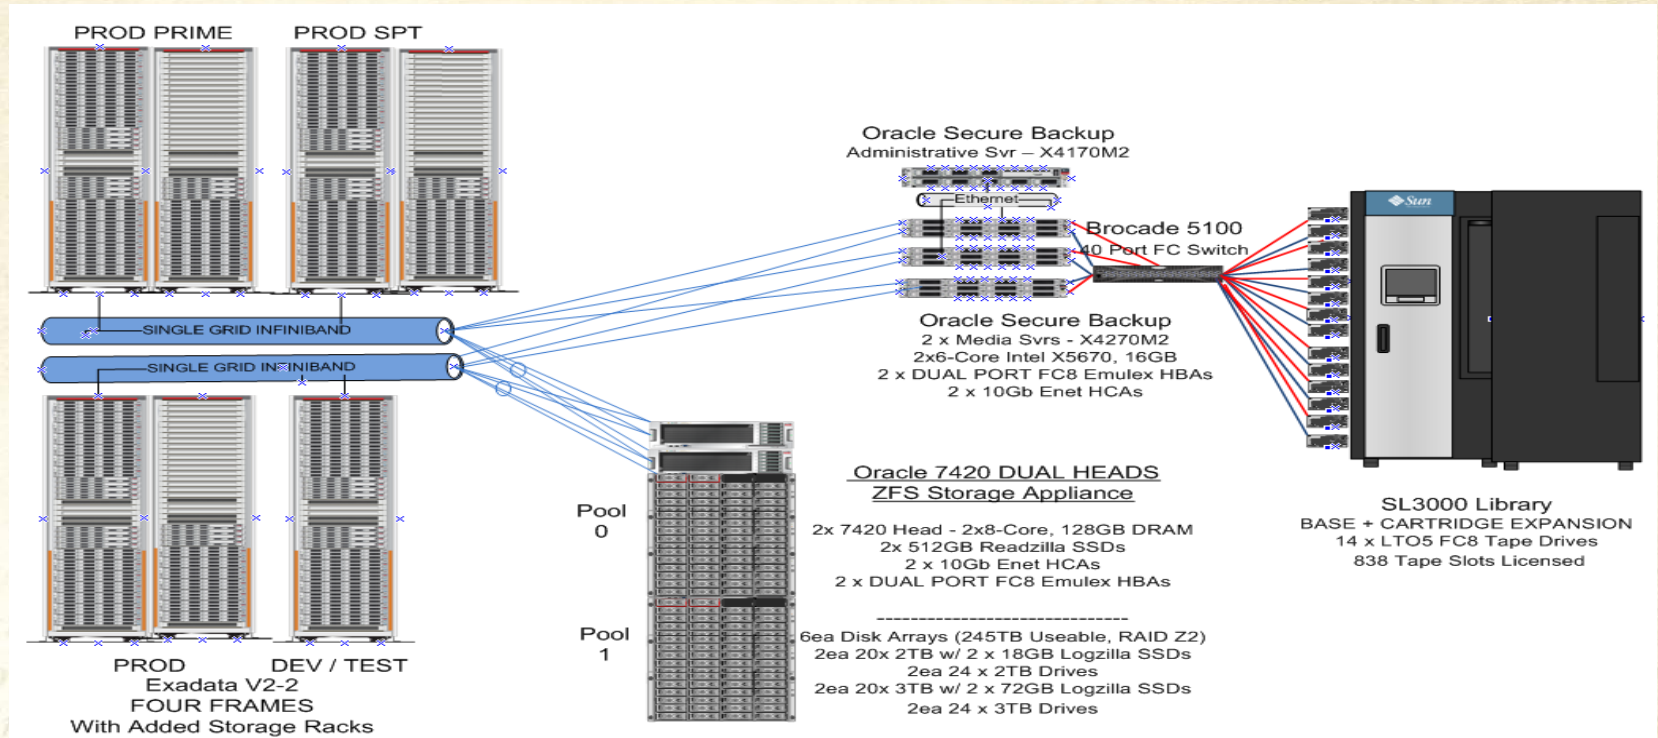 PROD PRIME
PROD SPT
SINGLE GRID INFINIBAND
SINGLE GRID INFINIBAND
PROD
DEV / TEST
Exadata V2-2
FOUR FRAMES
With Added Storage Racks
Oracle Secure Backup
Administrative Svr – X4170M2
Ethernet
Brocade 5100
40 Port FC Switch
Oracle Secure Backup
2 x Media Svrs - X4270M2
2x6-Core Intel X5670, 16GB
2 x DUAL PORT FC8 Emulex HBAs
2 x 10Gb Enet HCAs
Pool
0
Pool
1
Oracle 7420 DUAL HEADS
ZFS Storage Appliance
2x 7420 Head - 2x8-Core, 128GB DRAM
2x 512GB Readzilla SSDs
2 x 10Gb Enet HCAs
2 x DUAL PORT FC8 Emulex HBAs
------------------------------
6ea Disk Arrays (245TB Useable, RAID Z2)
2ea 20x 2TB w/ 2 x 18GB Logzilla SSDs
2ea 24 x 2TB Drives
2ea 20x 3TB w/ 2 x 72GB Logzilla SSDs
2ea 24 x 3TB Drives
Sun
SL3000 Library
BASE + CARTRIDGE EXPANSION
14 x LTO5 FC8 Tape Drives
838 Tape Slots Licensed